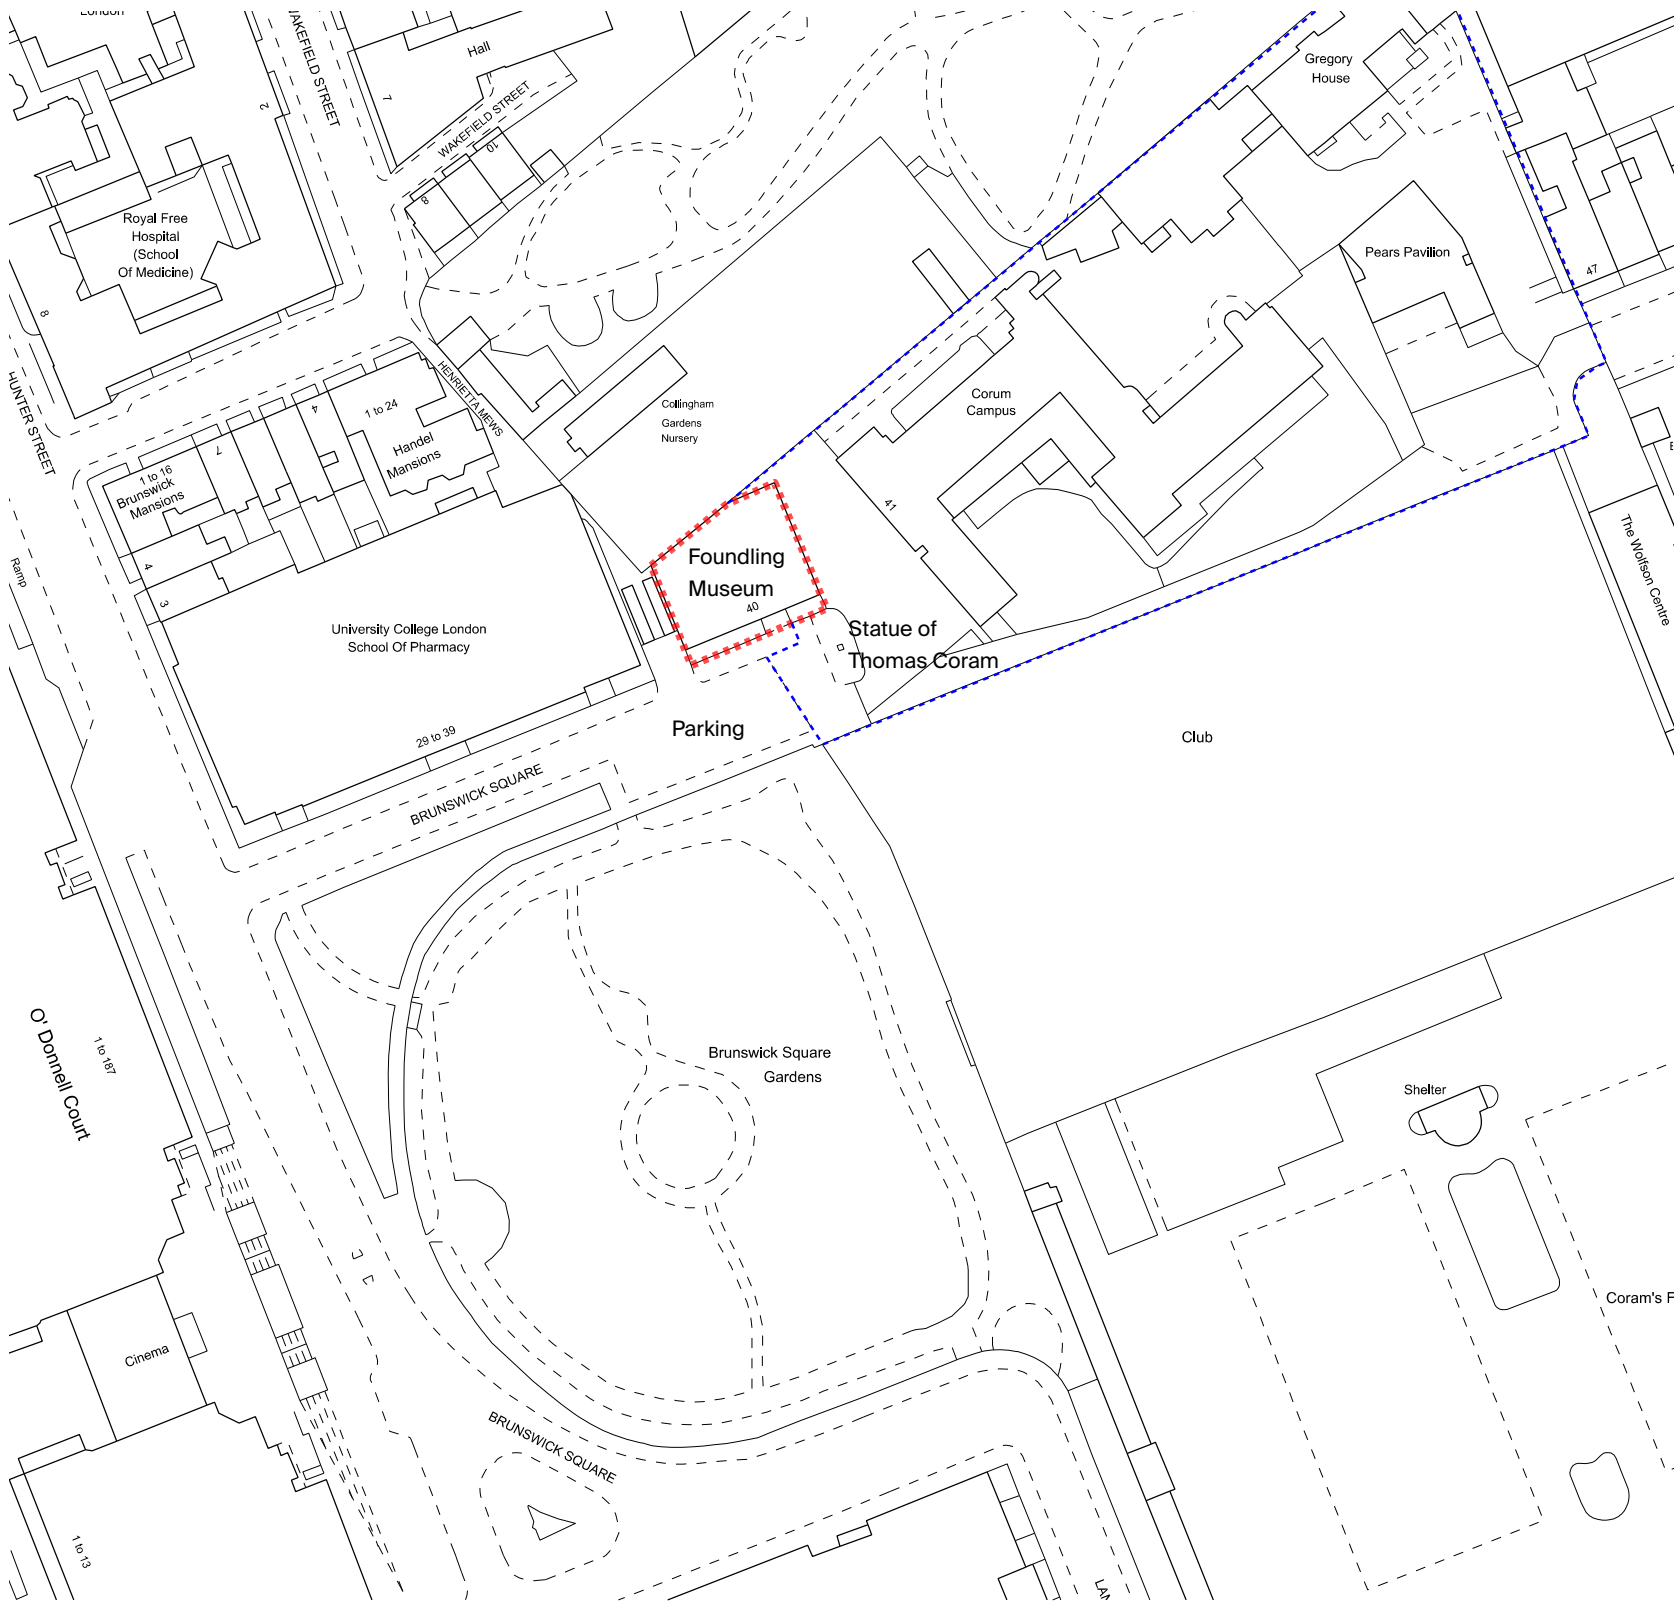 London
WAKEFIELD STREET
Hall
7
2
WAKEFIELD STREET
10
8
Gregory
House
Royal Free
Hospital
(School
Of Medicine)
8
Pears Pavilion
47
HUNTER STREET
HENRIETTA MEWS
1 to 24
Handel
Mansions
4
7
1 to 16
Brunswick
Mansions
4
3
Ramp
Collingham
Gardens
Nursery
Corum
Campus
41
Foundling
Museum
40
Statue of
Thomas Coram
The Wolfson Centre
University College London
School Of Pharmacy
29 to 39
Parking
BRUNSWICK SQUARE
Club
O' Donnell Court
1 to 187
Brunswick Square
Gardens
Shelter
Coram's F
Cinema
BRUNSWICK SQUARE
1 to 13
LAN